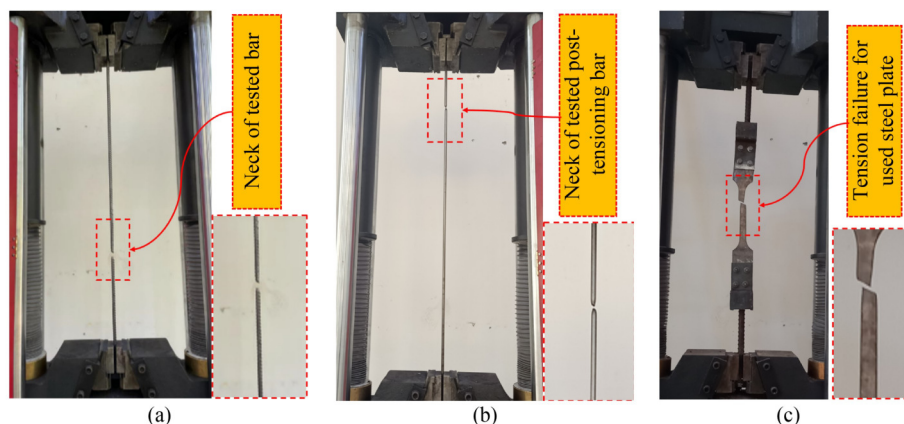 Neck of tested bar
Neck of tested post-
tensioning bar
Tension failure for
used steel plate
(a)
(b)
(c)